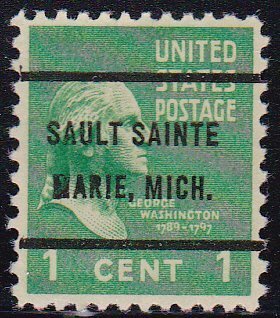 UNITED
STATES
POSTAGE
SAULT SAINTE
MARIE, MICH.
GEORGE
WASHINGTON
1789-1797
1 CENT 1